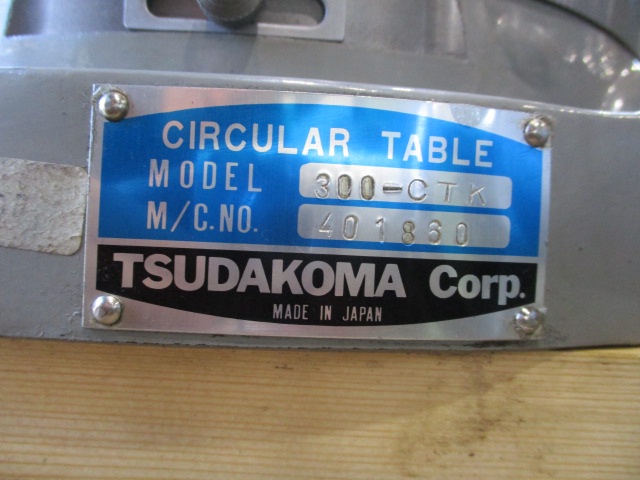 CIRCULAR TABLE
MODEL 300-CTK
M/C.NO. 401860
TSUDAKOMA Corp.
MADE IN JAPAN